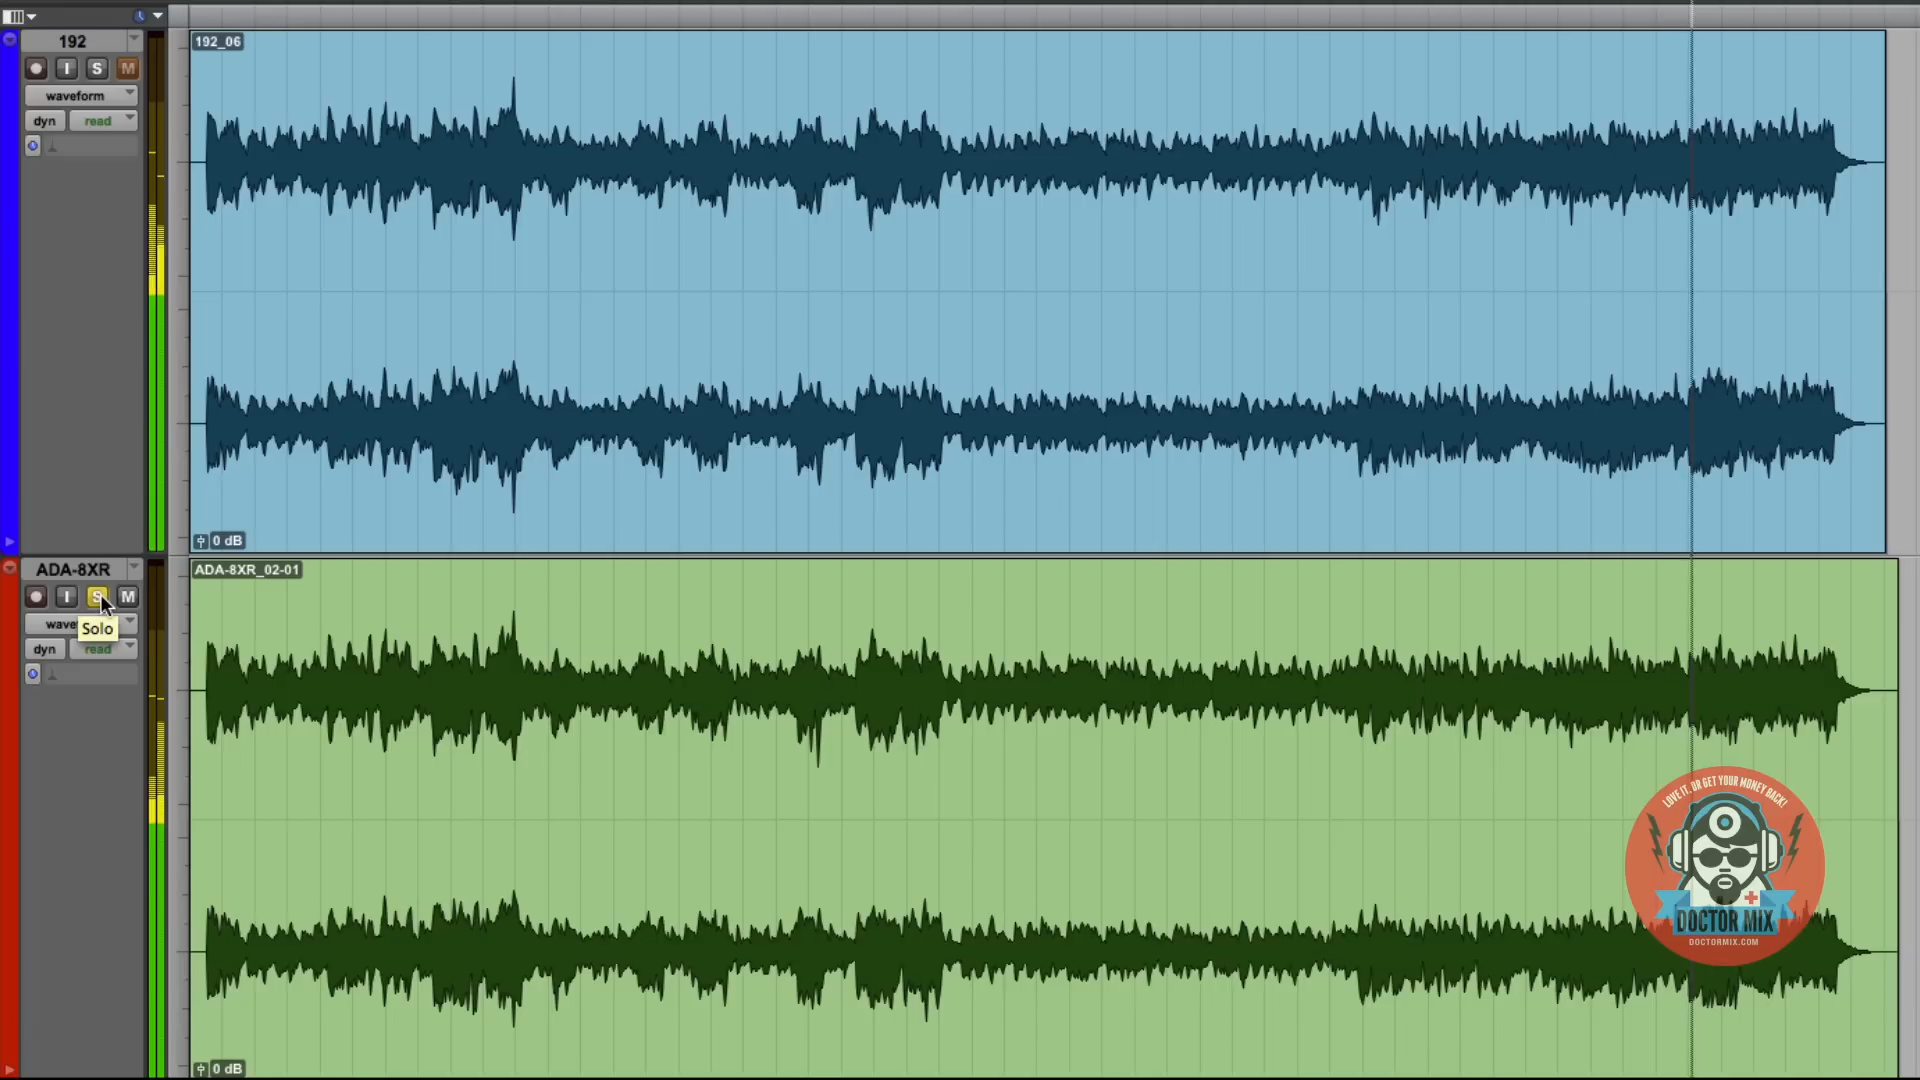 192
192_06
I S M
waveform
dyn read
0 dB
ADA-8XR
ADA-8XR_02-01
I S M
wave
Solo
dyn read
0 dB
LOVE IT, OR GET YOUR MONEY BACK!
DOCTOR MIX
DOCTORMIX.COM